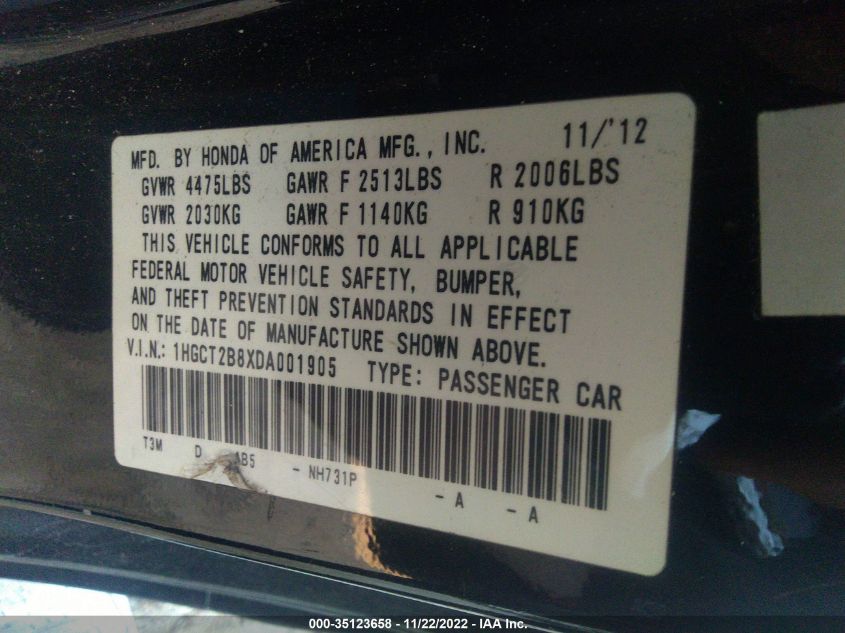 MFD. BY HONDA OF AMERICA MFG., INC. 11/'12
GVWR 4475LBS GAWR F 2513LBS R 2006LBS
GVWR 2030KG GAWR F 1140KG R 910KG
THIS VEHICLE CONFORMS TO ALL APPLICABLE
FEDERAL MOTOR VEHICLE SAFETY, BUMPER,
AND THEFT PREVENTION STANDARDS IN EFFECT
ON THE DATE OF MANUFACTURE SHOWN ABOVE.
V.I.N.: 1HGCT2B8XDA001905 TYPE: PASSENGER CAR
T3M D - NH731P - A - A
000-35123658 - 11/22/2022 - IAA Inc.